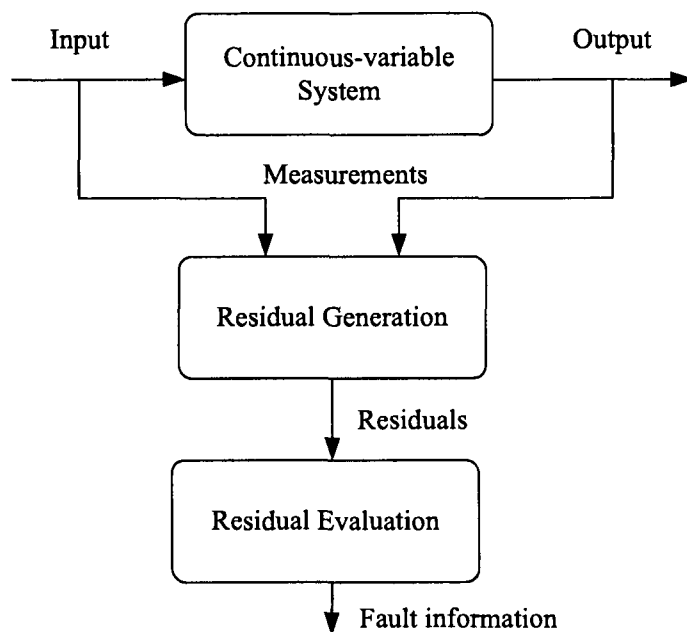 Input
Output
Continuous-variable
System
Measurements
Residual Generation
Residuals
Residual Evaluation
Fault information